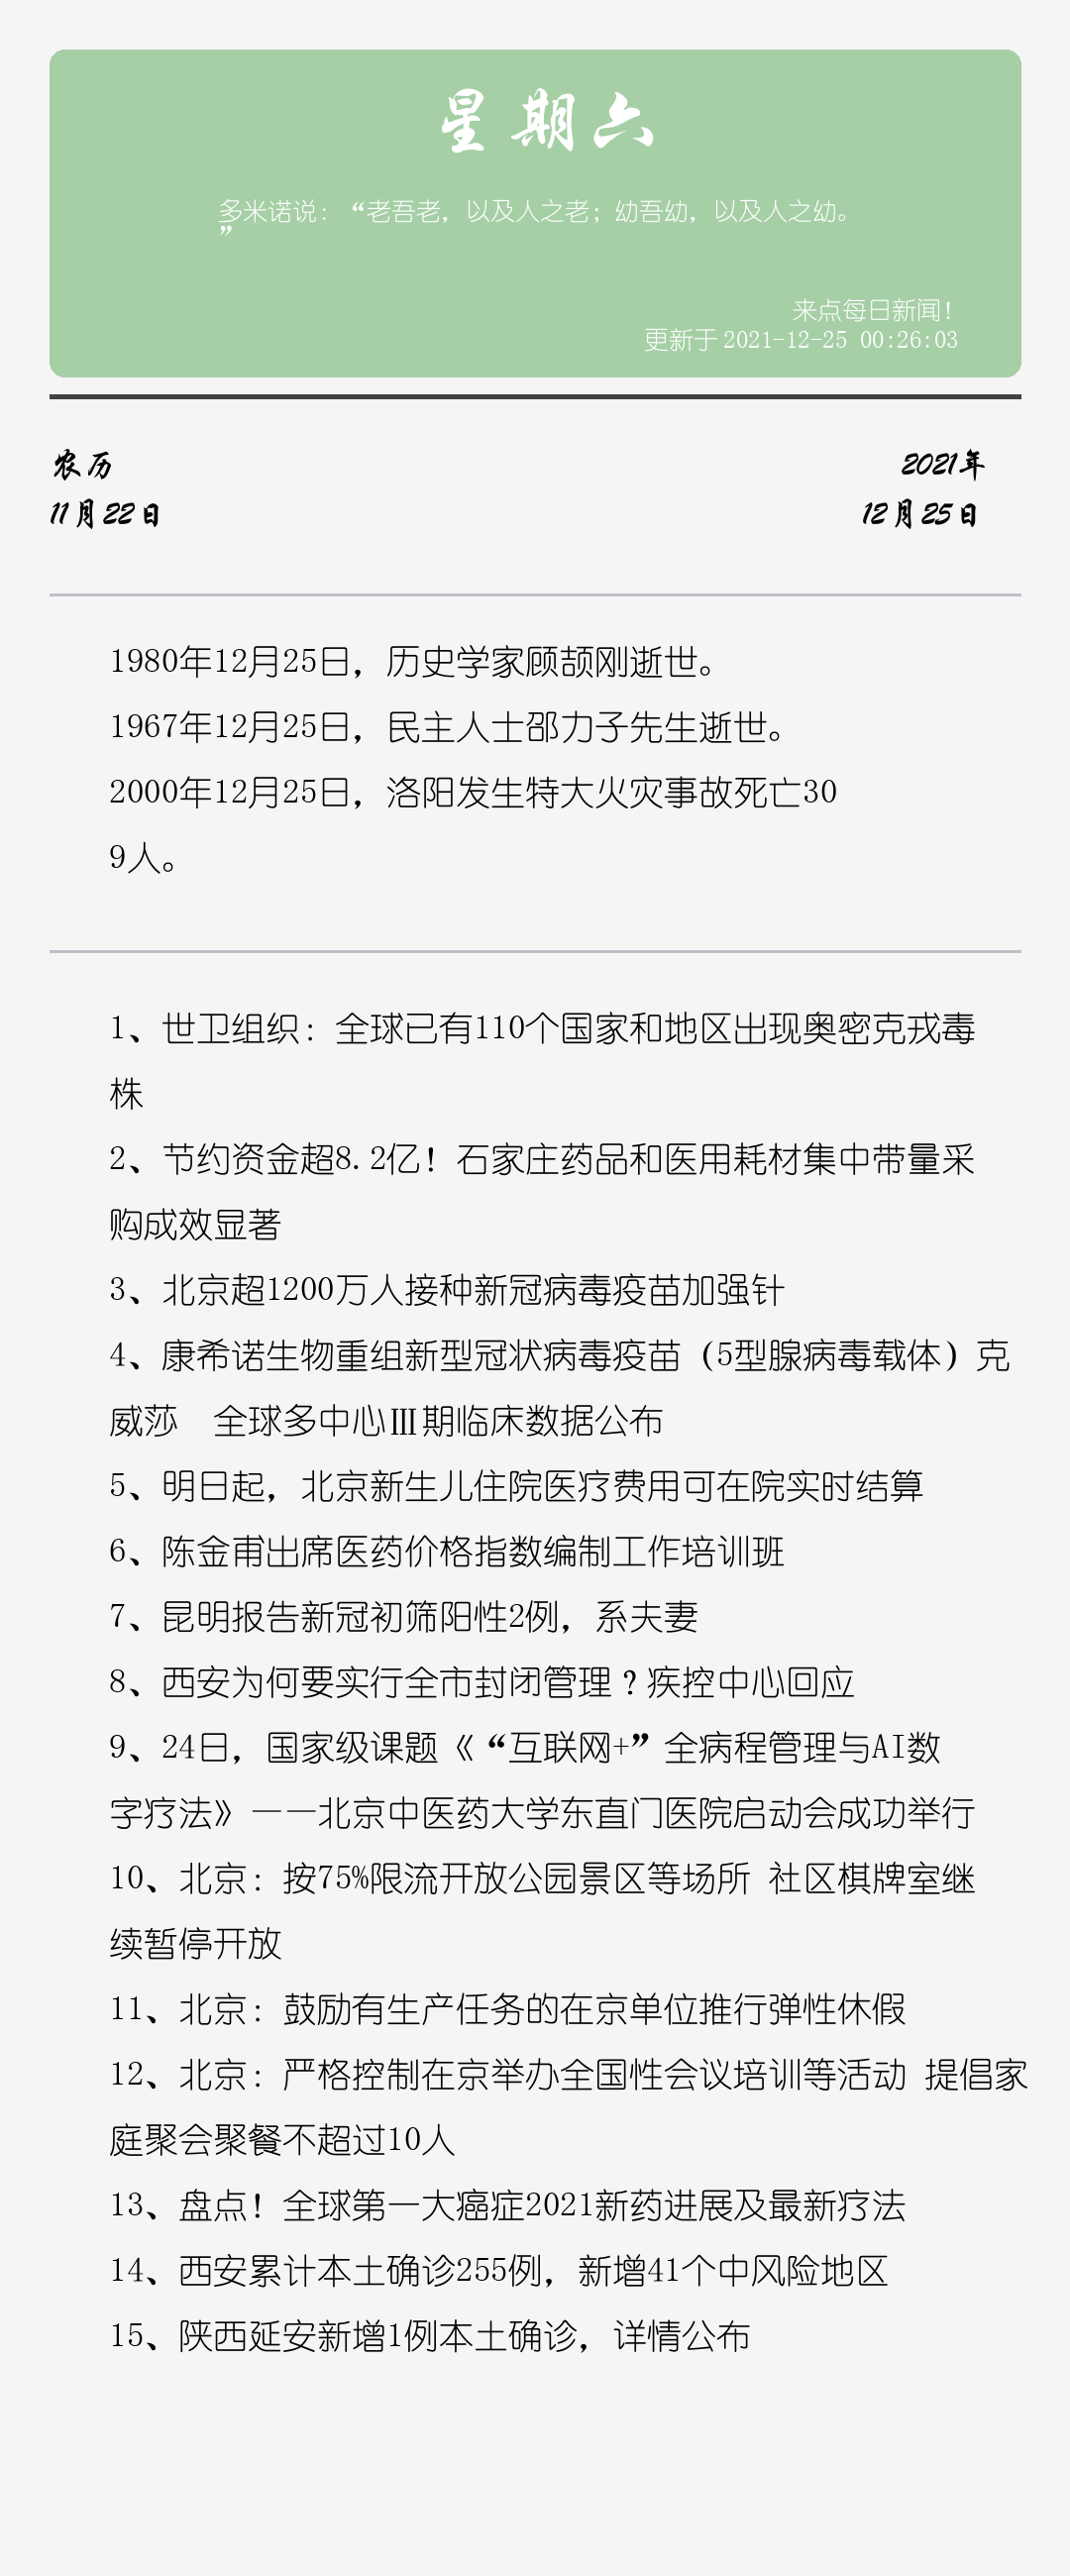 星期六
多米诺说：“老吾老，以及人之老；幼吾幼，以及人之幼。
”
来点每日新闻！
更新于2021-12-25 00:26:03
农历
2021年
11月22日
12月25日
1980年12月25日，历史学家顾颉刚逝世。
1967年12月25日，民主人士邵力子先生逝世。
2000年12月25日，洛阳发生特大火灾事故死亡30
9人。
1、世卫组织：全球已有110个国家和地区出现奥密克戎毒
株
2、节约资金超8.2亿！石家庄药品和医用耗材集中带量采
购成效显著
3、北京超1200万人接种新冠病毒疫苗加强针
4、康希诺生物重组新型冠状病毒疫苗（5型腺病毒载体）克
威莎　全球多中心Ⅲ期临床数据公布
5、明日起，北京新生儿住院医疗费用可在院实时结算
6、陈金甫出席医药价格指数编制工作培训班
7、昆明报告新冠初筛阳性2例，系夫妻
8、西安为何要实行全市封闭管理？疾控中心回应
9、24日，国家级课题《“互联网+”全病程管理与AI数
字疗法》——北京中医药大学东直门医院启动会成功举行
10、北京：按75%限流开放公园景区等场所 社区棋牌室继
续暂停开放
11、北京：鼓励有生产任务的在京单位推行弹性休假
12、北京：严格控制在京举办全国性会议培训等活动 提倡家
庭聚会聚餐不超过10人
13、盘点！全球第一大癌症2021新药进展及最新疗法
14、西安累计本土确诊255例，新增41个中风险地区
15、陕西延安新增1例本土确诊，详情公布